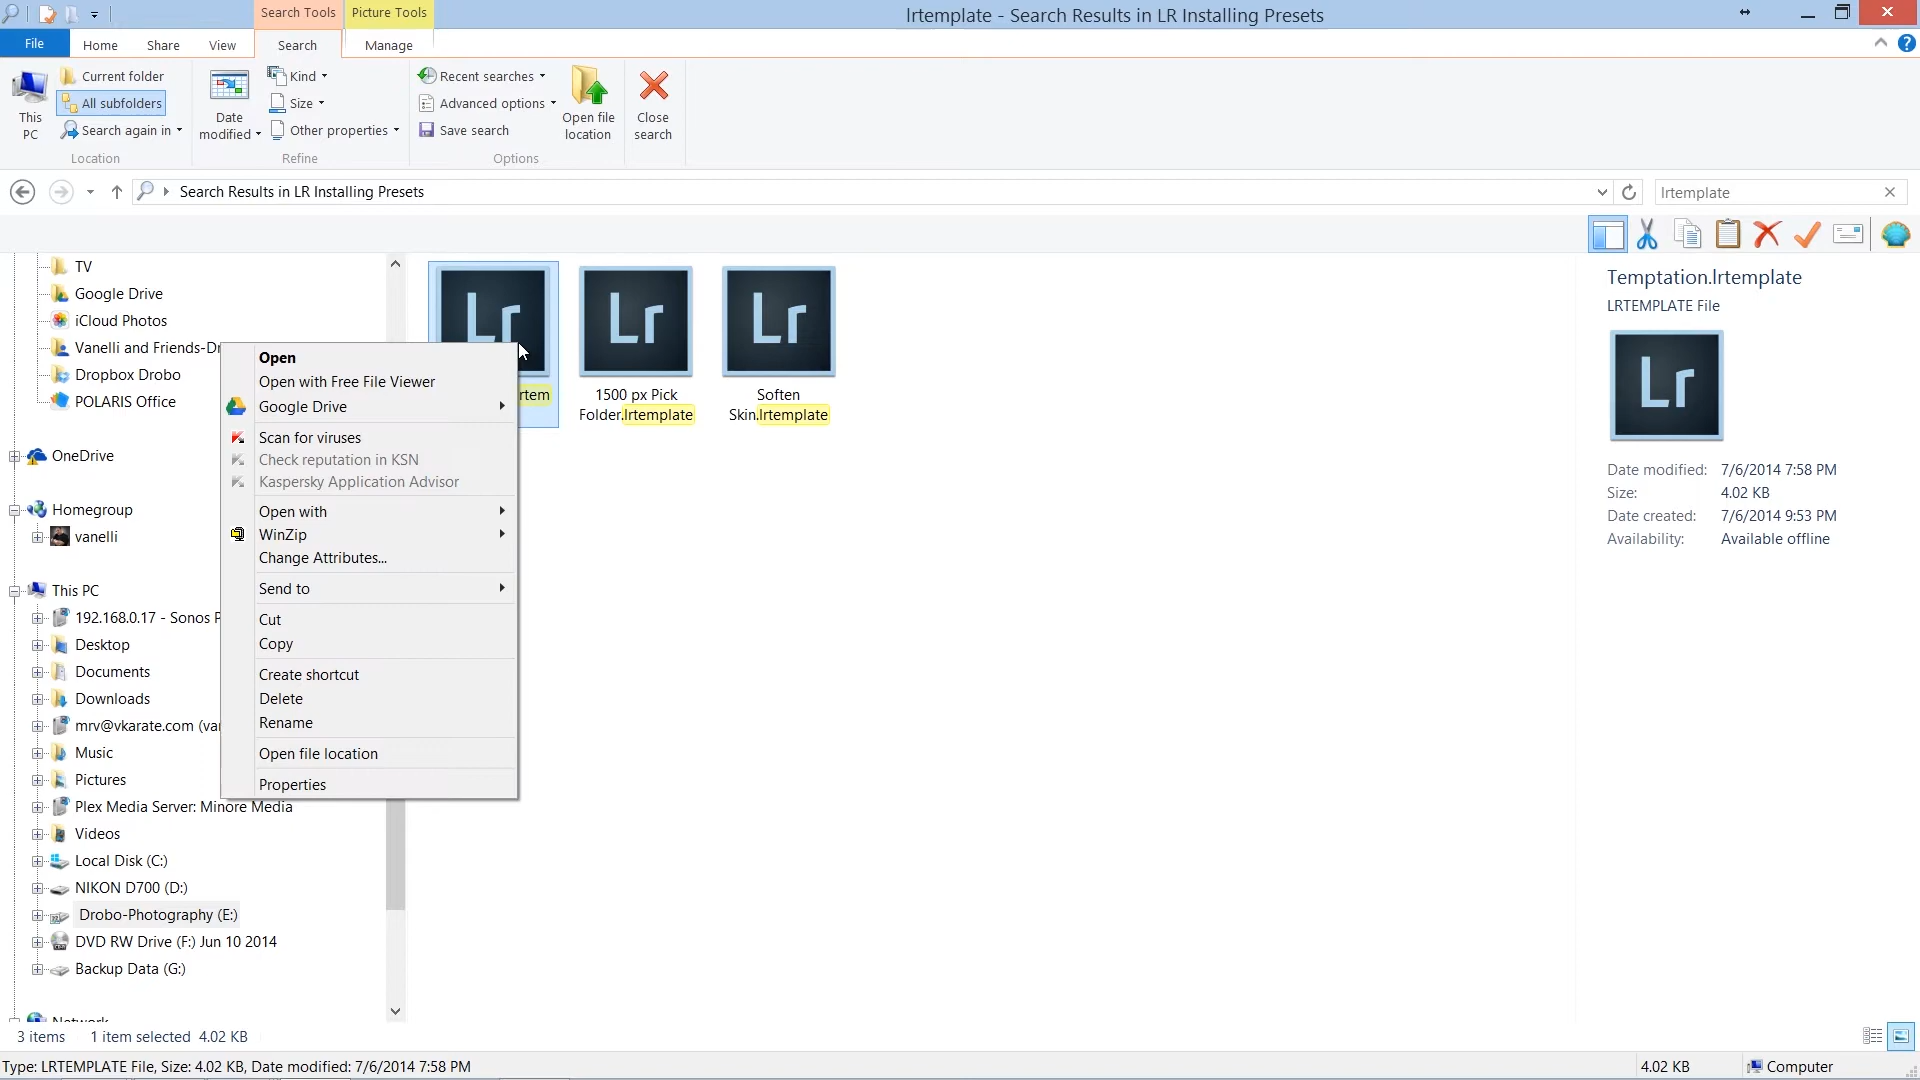 Search Tools
Picture Tools
lrtemplate - Search Results in LR Installing Presets
File
Home
Share
View
Search
Manage
This
PC
Current folder
All subfolders
Search again in
Location
Date
modified
Kind
Size
Other properties
Refine
Recent searches
Advanced options
Save search
Options
Open file
location
Close
search
Search Results in LR Installing Presets
lrtemplate
TV
Google Drive
iCloud Photos
Vanelli and Friends-Dr
Dropbox Drobo
POLARIS Office
OneDrive
Homegroup
vanelli
This PC
192.168.0.17 - Sonos P
Desktop
Documents
Downloads
mrv@vkarate.com (var
Music
Pictures
Plex Media Server: Minore Media
Videos
Local Disk (C:)
NIKON D700 (D:)
Drobo-Photography (E:)
DVD RW Drive (F:) Jun 10 2014
Backup Data (G:)
Network
Open
Open with Free File Viewer
Google Drive
Scan for viruses
Check reputation in KSN
Kaspersky Application Advisor
Open with
WinZip
Change Attributes...
Send to
Cut
Copy
Create shortcut
Delete
Rename
Open file location
Properties
Lr
rtem
Lr
1500 px Pick
Folder.lrtemplate
Lr
Soften
Skin.lrtemplate
Temptation.lrtemplate
LRTEMPLATE File
Lr
Date modified: 7/6/2014 7:58 PM
Size: 4.02 KB
Date created: 7/6/2014 9:53 PM
Availability: Available offline
3 items 1 item selected 4.02 KB
Type: LRTEMPLATE File, Size: 4.02 KB, Date modified: 7/6/2014 7:58 PM
4.02 KB
Computer